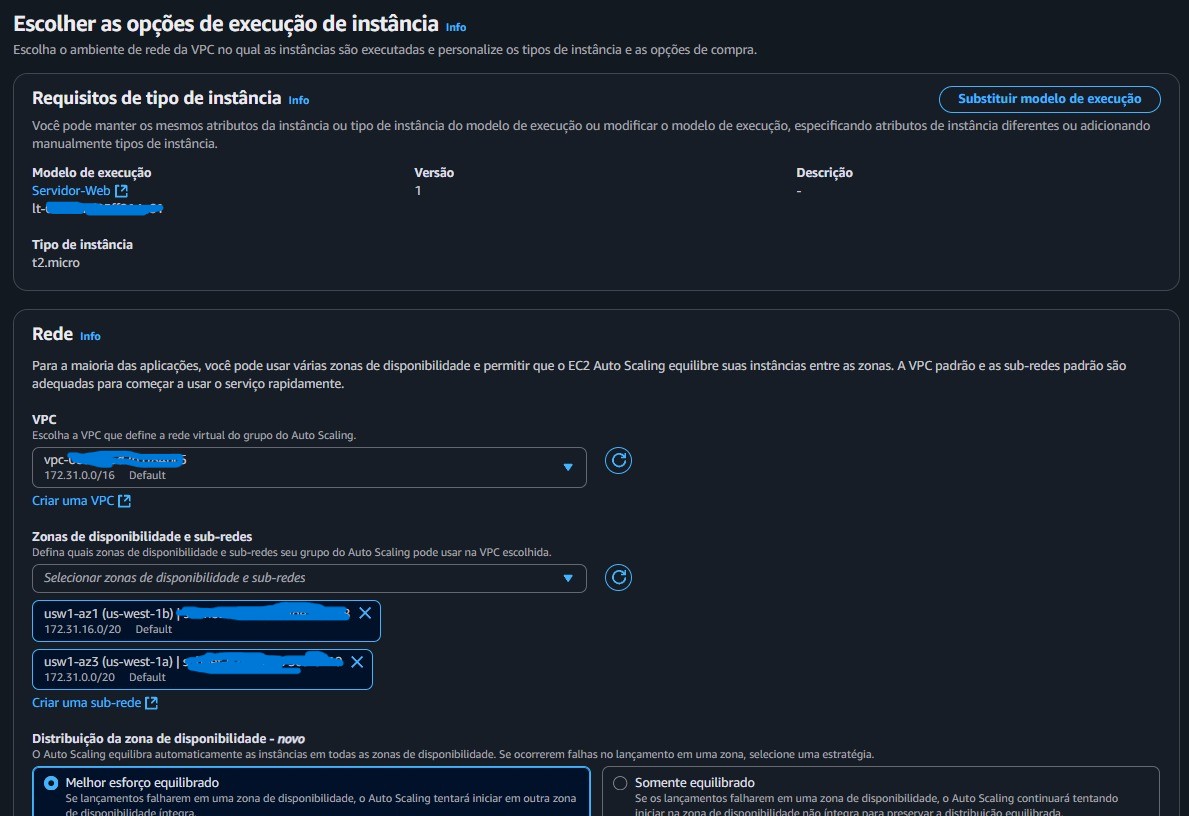 Escolher as opções de execução de instância Info
Escolha o ambiente de rede da VPC no qual as instâncias são executadas e personalize os tipos de instância e as opções de compra.
Requisitos de tipo de instância Info
Substituir modelo de execução
Você pode manter os mesmos atributos da instância ou tipo de instância do modelo de execução ou modificar o modelo de execução, especificando atributos de instância diferentes ou adicionando
manualmente tipos de instância.
Modelo de execução
Servidor-Web
lt-
Versão
1
Descrição
-
Tipo de instância
t2.micro
Rede Info
Para a maioria das aplicações, você pode usar várias zonas de disponibilidade e permitir que o EC2 Auto Scaling equilibre suas instâncias entre as zonas. A VPC padrão e as sub-redes padrão são
adequadas para começar a usar o serviço rapidamente.
VPC
Escolha a VPC que define a rede virtual do grupo do Auto Scaling.
vpc-
172.31.0.0/16 Default
Criar uma VPC
Zonas de disponibilidade e sub-redes
Defina quais zonas de disponibilidade e sub-redes seu grupo do Auto Scaling pode usar na VPC escolhida.
Selecionar zonas de disponibilidade e sub-redes
usw1-az1 (us-west-1b) |
172.31.16.0/20 Default
usw1-az3 (us-west-1a) |
172.31.0.0/20 Default
Criar uma sub-rede
Distribuição da zona de disponibilidade - novo
O Auto Scaling equilibra automaticamente as instâncias em todas as zonas de disponibilidade. Se ocorrerem falhas no lançamento em uma zona, selecione uma estratégia.
Melhor esforço equilibrado
Se lançamentos falharem em uma zona de disponibilidade, o Auto Scaling tentará iniciar em outra zona
de disponibilidade íntegra.
Somente equilibrado
Se os lançamentos falharem em uma zona de disponibilidade, o Auto Scaling continuará tentando
iniciar na zona de disponibilidade não íntegra para preservar a distribuição equilibrada.